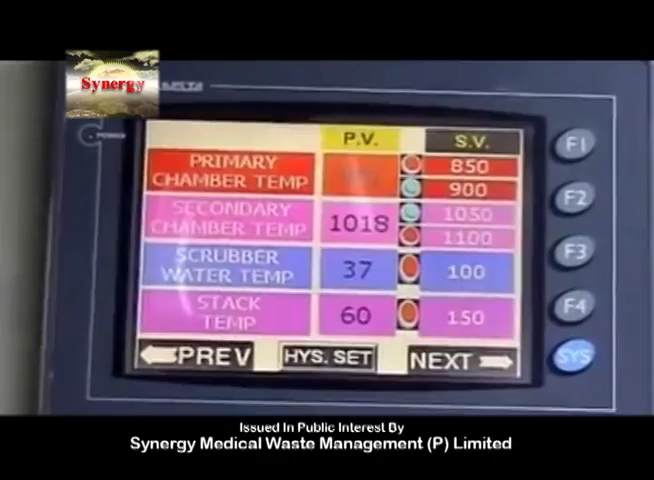 Synergy
POWER
P.V. S.V.
PRIMARY
CHAMBER TEMP
850
900
SECONDARY
CHAMBER TEMP
1018
1050
1100
SCRUBBER
WATER TEMP
37
100
STACK
TEMP
60
150
PREV
HYS. SET
NEXT
F1
F2
F3
F4
SYS
Issued In Public Interest By
Synergy Medical Waste Management (P) Limited